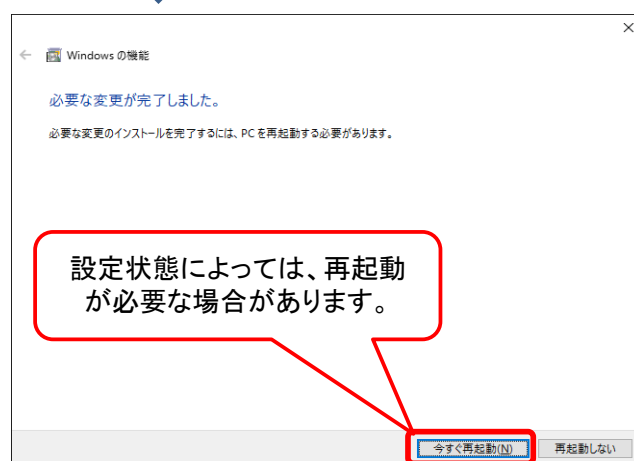 Windows の機能
必要な変更が完了しました。
必要な変更のインストールを完了するには、PC を再起動する必要があります。
設定状態によっては、再起動
が必要な場合があります。
今すぐ再起動(N)
再起動しない